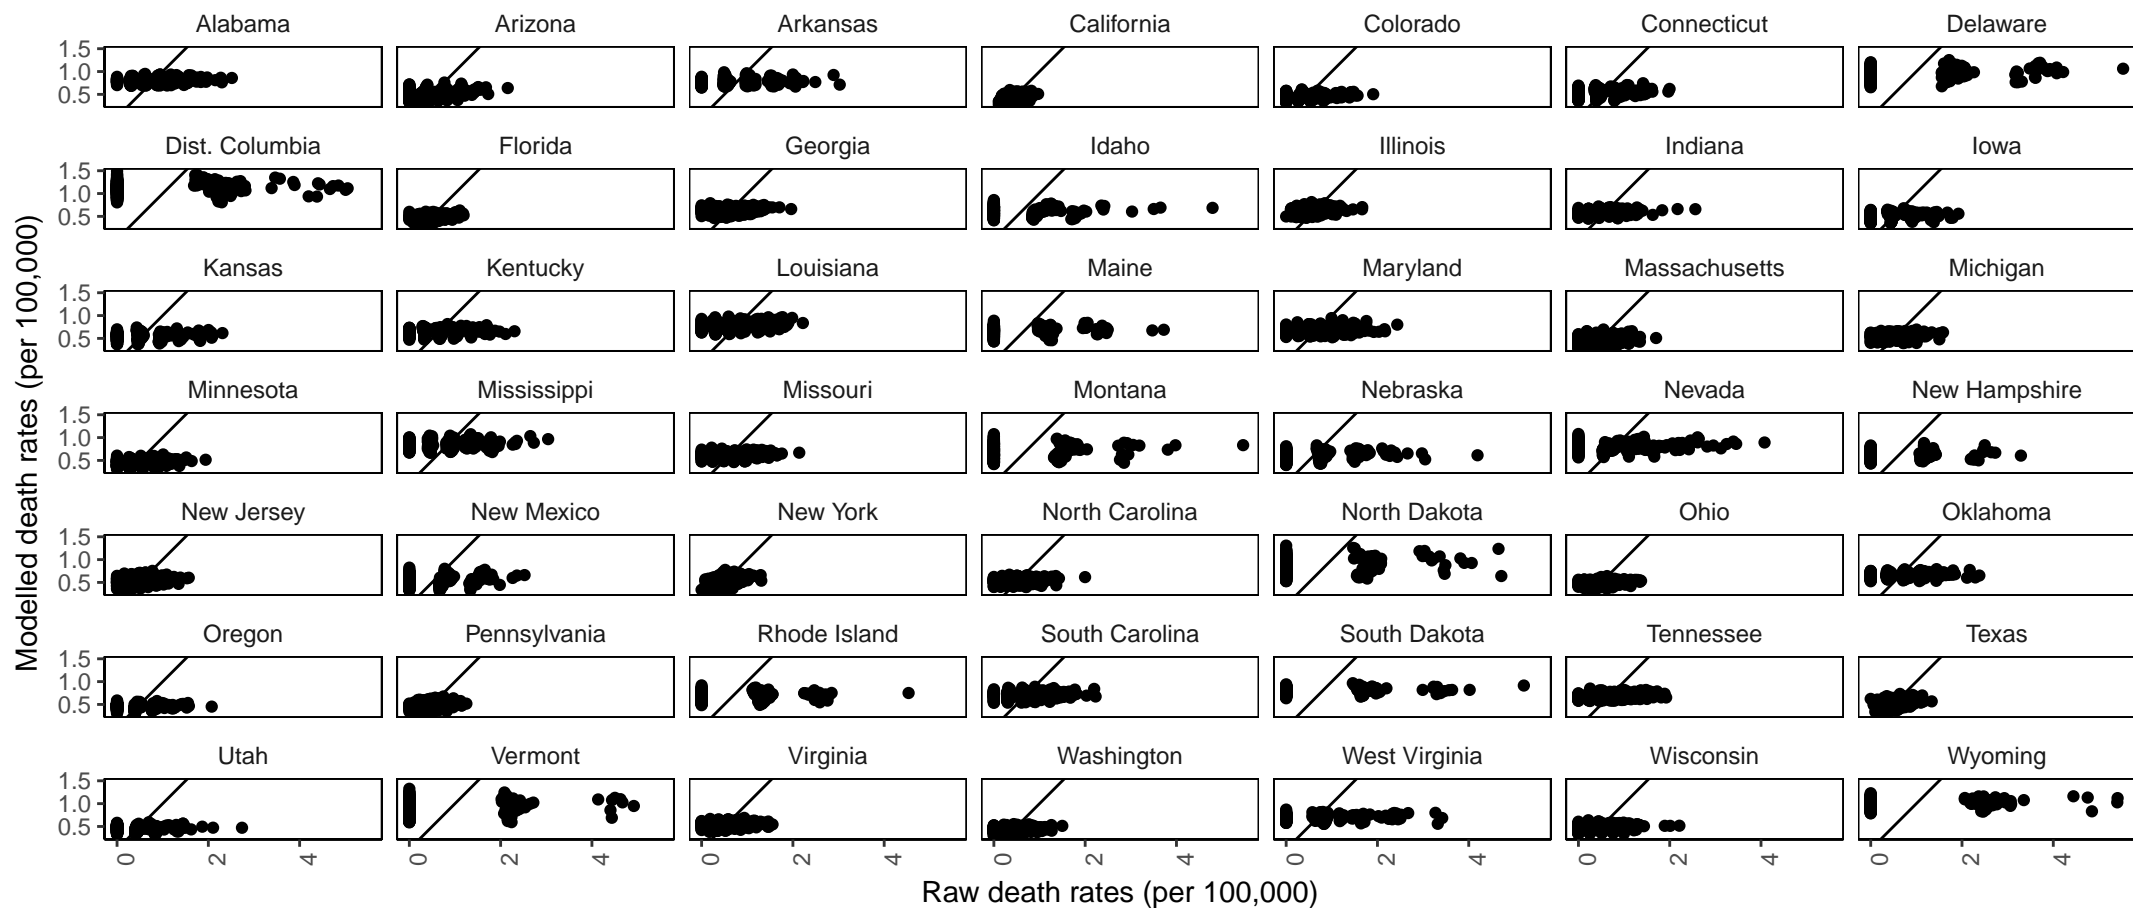 Alabama Arizona Arkansas California Colorado Connecticut Delaware
1.5
1.0
0.5
Dist. Columbia Florida Georgia Idaho Illinois Indiana Iowa
1.5
1.0
0.5
Kansas Kentucky Louisiana Maine Maryland Massachusetts Michigan
1.5
1.0
0.5
Minnesota Mississippi Missouri Montana Nebraska Nevada New Hampshire
1.5
1.0
0.5
New Jersey New Mexico New York North Carolina North Dakota Ohio Oklahoma
1.5
1.0
0.5
Oregon Pennsylvania Rhode Island South Carolina South Dakota Tennessee Texas
1.5
1.0
0.5
Utah Vermont Virginia Washington West Virginia Wisconsin Wyoming
1.5
1.0
0.5
0 2 4 0 2 4 0 2 4 0 2 4 0 2 4 0 2 4 0 2 4
Raw death rates (per 100,000)
Modelled death rates (per 100,000)